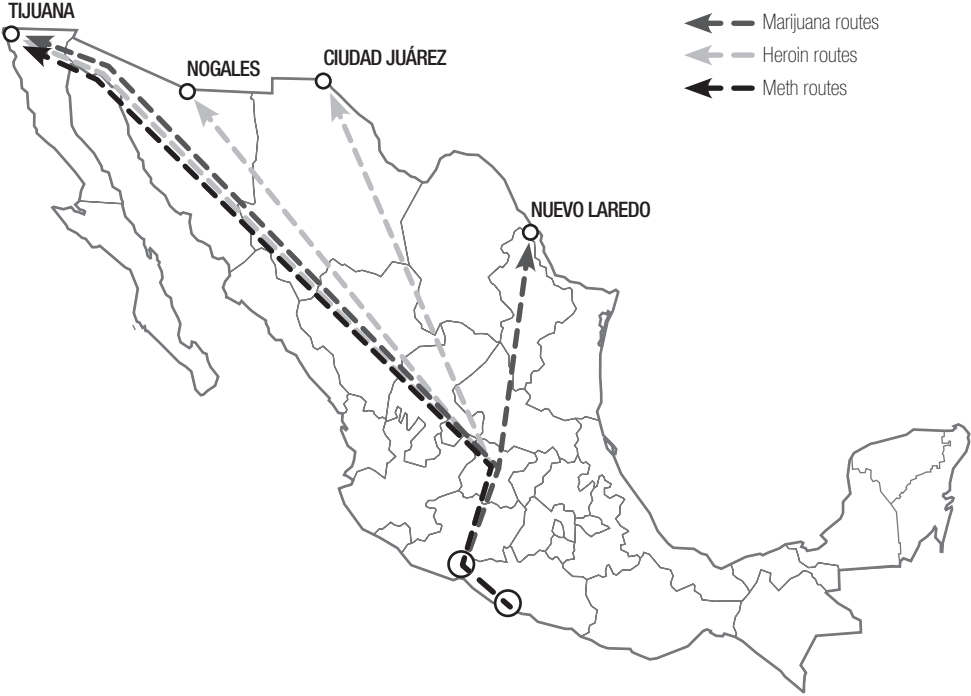 TIJUANA
NOGALES
CIUDAD JUÁREZ
NUEVO LAREDO
Marijuana routes
Heroin routes
Meth routes